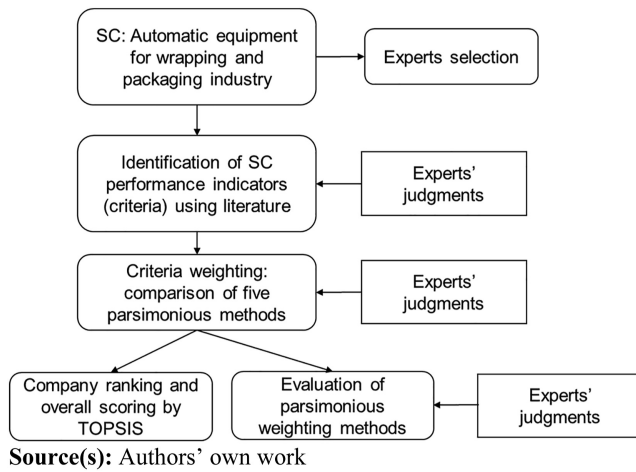 SC: Automatic equipment
for wrapping and
packaging industry
Experts selection
Identification of SC
performance indicators
(criteria) using literature
Experts'
judgments
Criteria weighting:
comparison of five
parsimonious methods
Experts'
judgments
Company ranking and
overall scoring by
TOPSIS
Evaluation of
parsimonious
weighting methods
Experts'
judgments
Source(s): Authors' own work